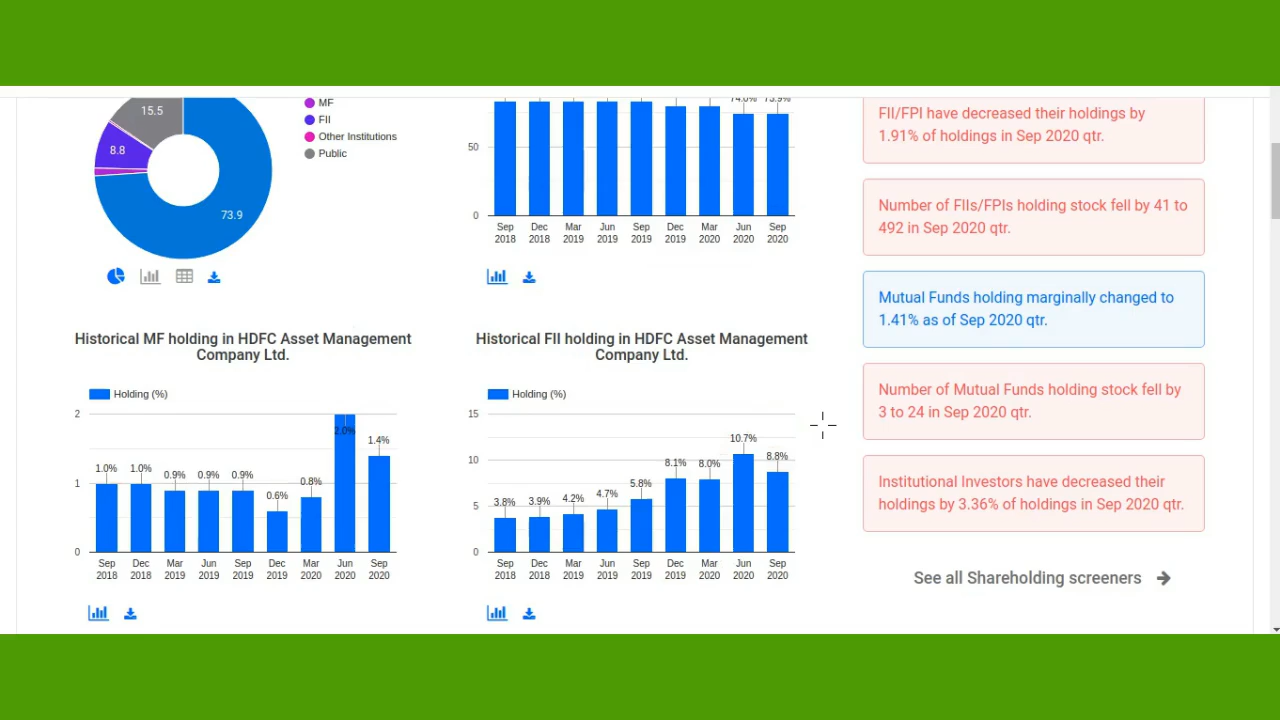 15.5
8.8
73.9
MF
FII
Other Institutions
Public
74.0% 73.9%
50
0
Sep Dec Mar Jun Sep Dec Mar Jun Sep
2018 2018 2019 2019 2019 2019 2020 2020 2020
FII/FPI have decreased their holdings by
1.91% of holdings in Sep 2020 qtr.
Number of FIIs/FPIs holding stock fell by 41 to
492 in Sep 2020 qtr.
Mutual Funds holding marginally changed to
1.41% as of Sep 2020 qtr.
Number of Mutual Funds holding stock fell by
3 to 24 in Sep 2020 qtr.
Institutional Investors have decreased their
holdings by 3.36% of holdings in Sep 2020 qtr.
See all Shareholding screeners
Historical MF holding in HDFC Asset Management
Company Ltd.
Holding (%)
2
1
0
1.0% 1.0% 0.9% 0.9% 0.9% 0.6% 0.8% 2.0% 1.4%
Sep Dec Mar Jun Sep Dec Mar Jun Sep
2018 2018 2019 2019 2019 2019 2020 2020 2020
Historical FII holding in HDFC Asset Management
Company Ltd.
Holding (%)
15
10
5
0
3.8% 3.9% 4.2% 4.7% 5.8% 8.1% 8.0% 10.7% 8.8%
Sep Dec Mar Jun Sep Dec Mar Jun Sep
2018 2018 2019 2019 2019 2019 2020 2020 2020